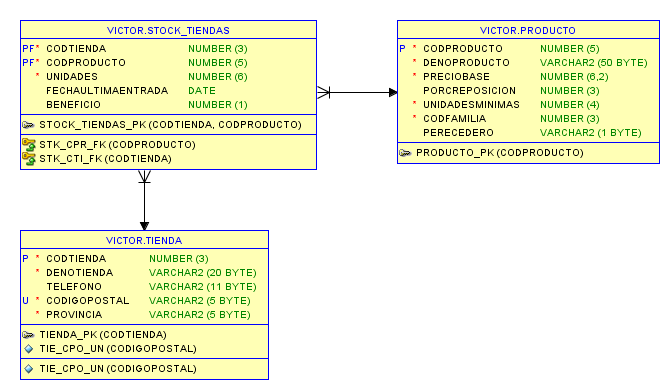 VICTOR.STOCK_TIENDAS
PF* CODTIENDA NUMBER (3)
PF* CODPRODUCTO NUMBER (5)
* UNIDADES NUMBER (6)
FECHAULTIMAENTRADA DATE
BENEFICIO NUMBER (1)
STOCK_TIENDAS_PK (CODTIENDA, CODPRODUCTO)
STK_CPR_FK (CODPRODUCTO)
STK_CTI_FK (CODTIENDA)
VICTOR.PRODUCTO
P * CODPRODUCTO NUMBER (5)
* DENOPRODUCTO VARCHAR2 (50 BYTE)
* PRECIOBASE NUMBER (6,2)
PORCREPOSICION NUMBER (3)
* UNIDADESMINIMAS NUMBER (4)
* CODFAMILIA NUMBER (3)
PERECEDERO VARCHAR2 (1 BYTE)
PRODUCTO_PK (CODPRODUCTO)
VICTOR.TIENDA
P * CODTIENDA NUMBER (3)
* DENOTIENDA VARCHAR2 (20 BYTE)
TELEFONO VARCHAR2 (11 BYTE)
U * CODIGOPOSTAL VARCHAR2 (5 BYTE)
* PROVINCIA VARCHAR2 (5 BYTE)
TIENDA_PK (CODTIENDA)
TIE_CPO_UN (CODIGOPOSTAL)
TIE_CPO_UN (CODIGOPOSTAL)